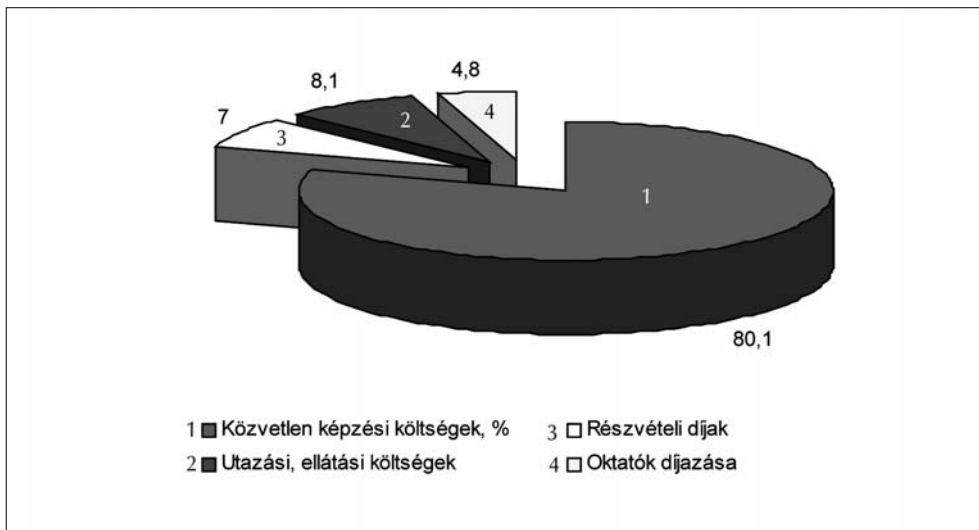 4,8
8,1
4
7
2
3
1
80,1
1 Közvetlen képzési költségek, %
3 Részvételi díjak
2 Utazási, ellátási költségek
4 Oktatók díjazása